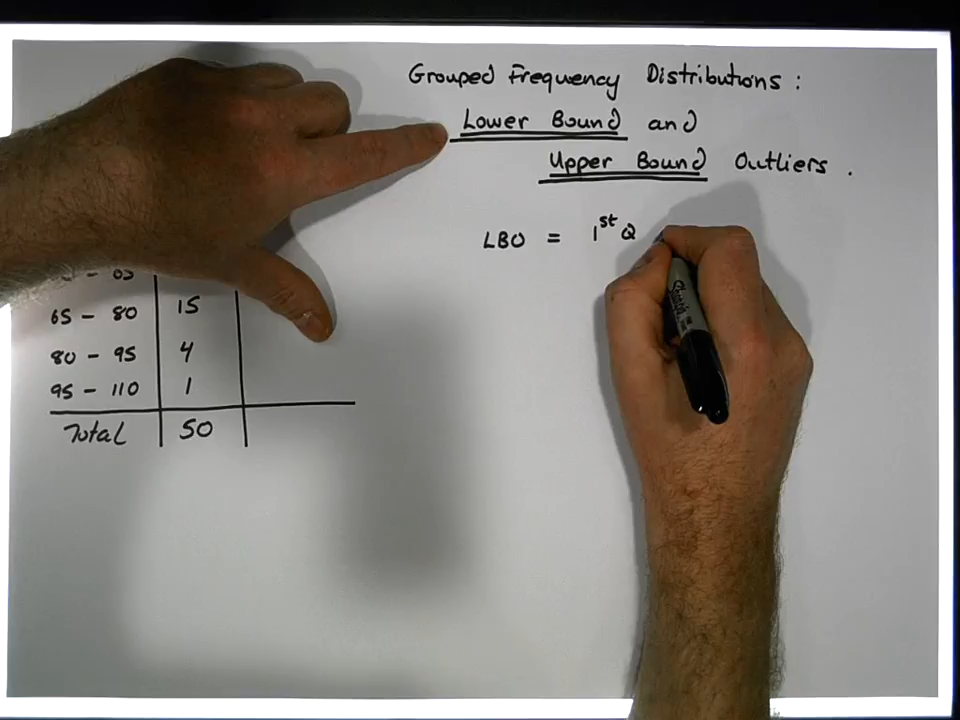 Grouped Frequency Distributions :
Lower Bound and
Upper Bound Outliers .
LBO = 1st Q
65 - 80 15
80 - 95 4
95 - 110 1
Total 50
Sharpie